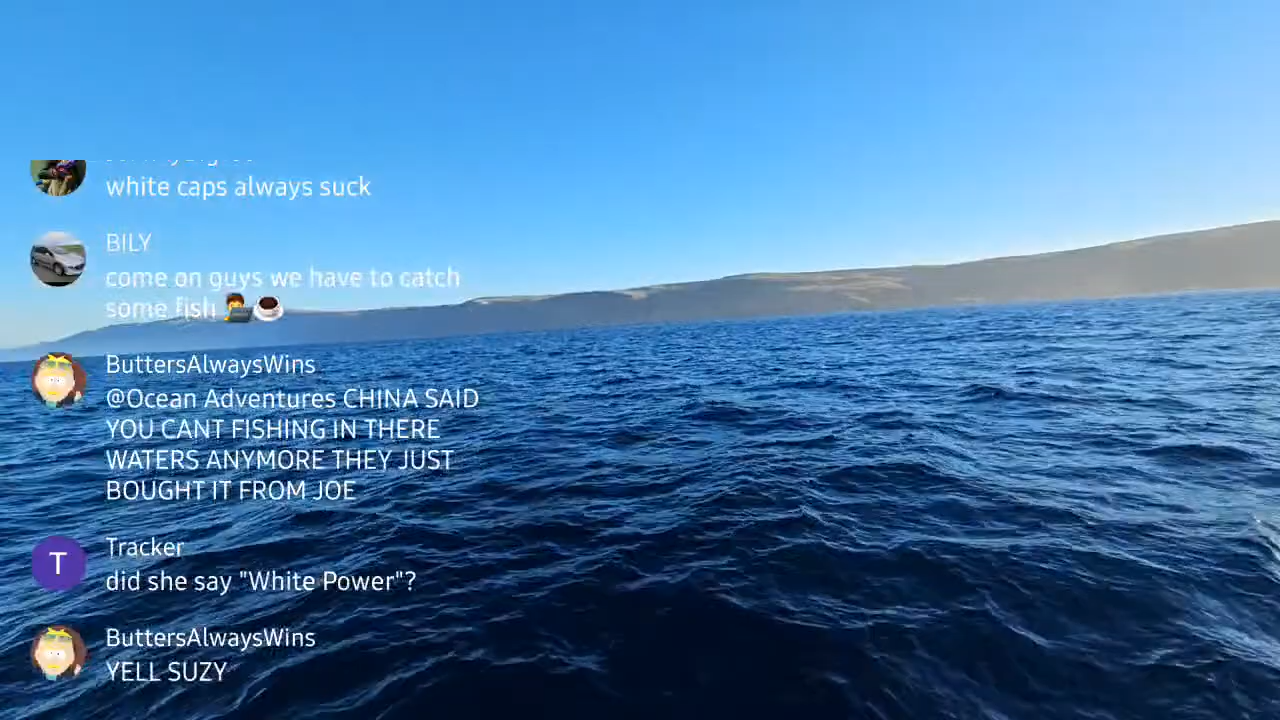 white caps always suck
BILY
come on guys we have to catch
some fish
ButtersAlwaysWins
@Ocean Adventures CHINA SAID
YOU CANT FISHING IN THERE
WATERS ANYMORE THEY JUST
BOUGHT IT FROM JOE
T
Tracker
did she say "White Power"?
ButtersAlwaysWins
YELL SUZY